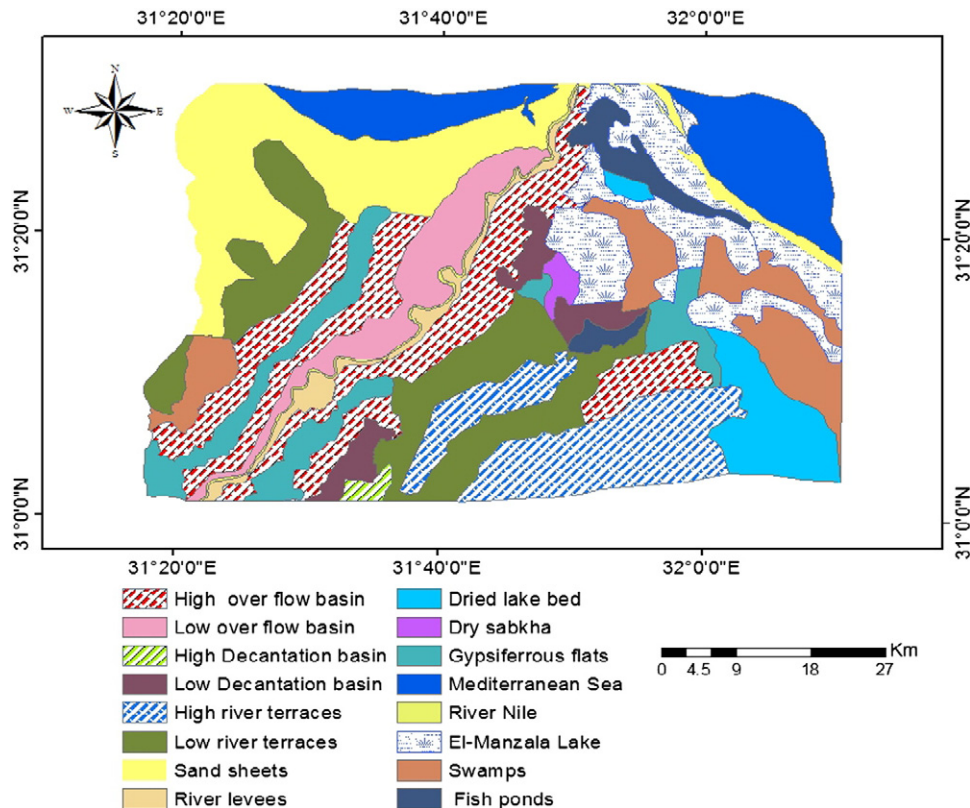 31°20'0"E 31°40'0"E 32°0'0"E
N
W E
S
31°20'0"N 31°20'0"N
31°0'0"N 31°0'0"N
31°20'0"E 31°40'0"E 32°0'0"E
High over flow basin Dried lake bed
Low over flow basin Dry sabkha
High Decantation basin Gypsiferrous flats
Low Decantation basin Mediterranean Sea
High river terraces River Nile
Low river terraces El-Manzala Lake
Sand sheets Swamps
River levees Fish ponds
Km
0 4.5 9 18 27